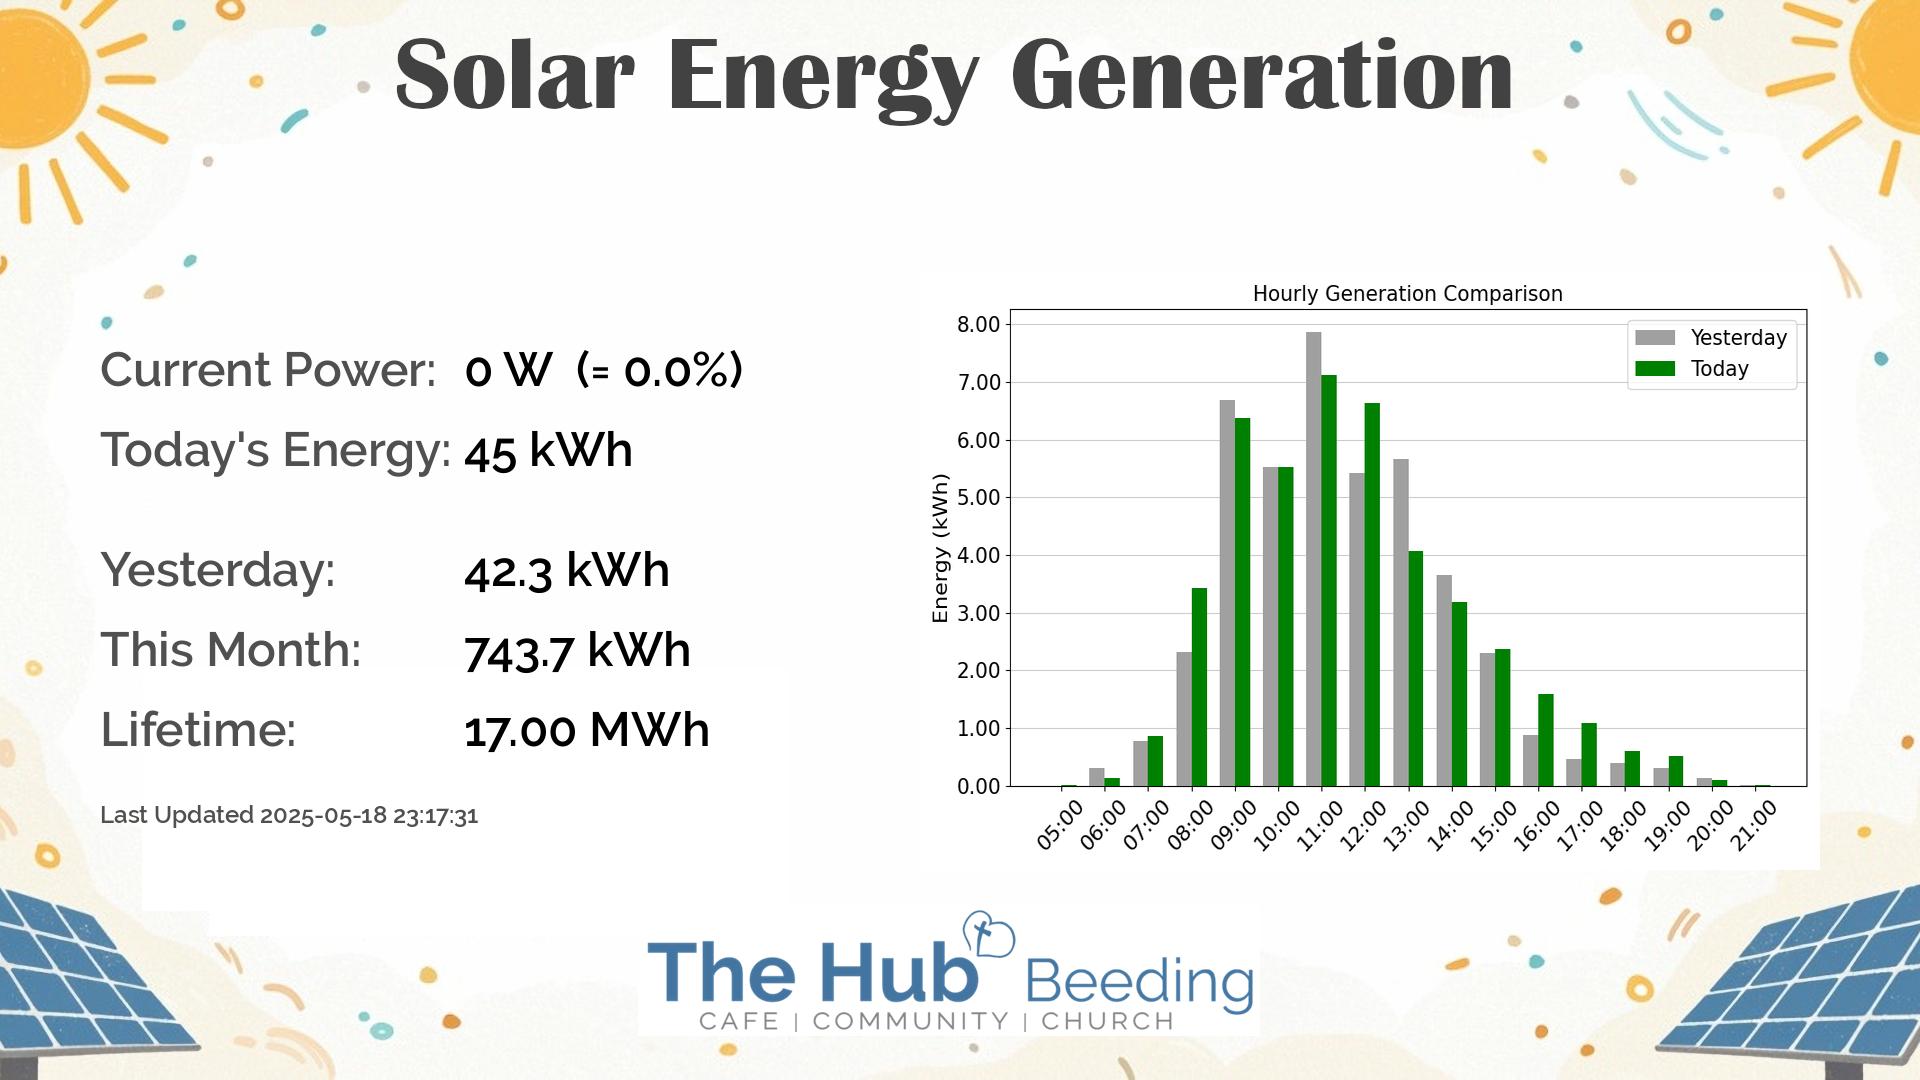 Solar Energy Generation
Current Power: 0 W (= 0.0%)
Today's Energy: 45 kWh
Yesterday: 42.3 kWh
This Month: 743.7 kWh
Lifetime: 17.00 MWh
Last Updated 2025-05-18 23:17:31
Hourly Generation Comparison
Yesterday
Today
Energy (kWh)
8.00
7.00
6.00
5.00
4.00
3.00
2.00
1.00
0.00
05:00 06:00 07:00 08:00 09:00 10:00 11:00 12:00 13:00 14:00 15:00 16:00 17:00 18:00 19:00 20:00 21:00
The Hub Beeding
CAFE | COMMUNITY | CHURCH